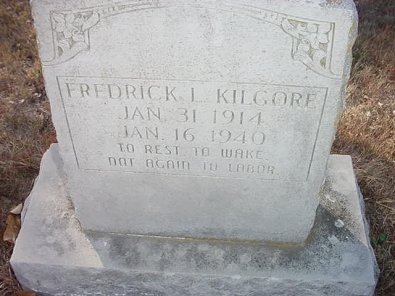 FREDRICK L. KILGORE
JAN. 31 1914
JAN. 16 1940
TO REST TO WAKE
NOT AGAIN TO LABOR